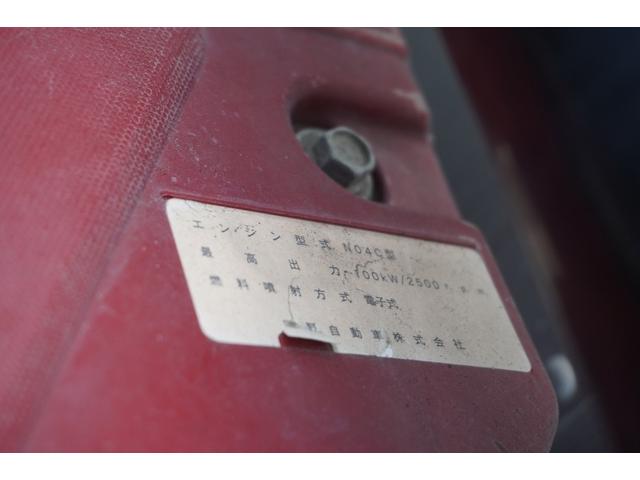 エンジン型式 N04C型
最高出力 100kW/2500r.p.m
燃料噴射方式 電子式
野自動車株式会社